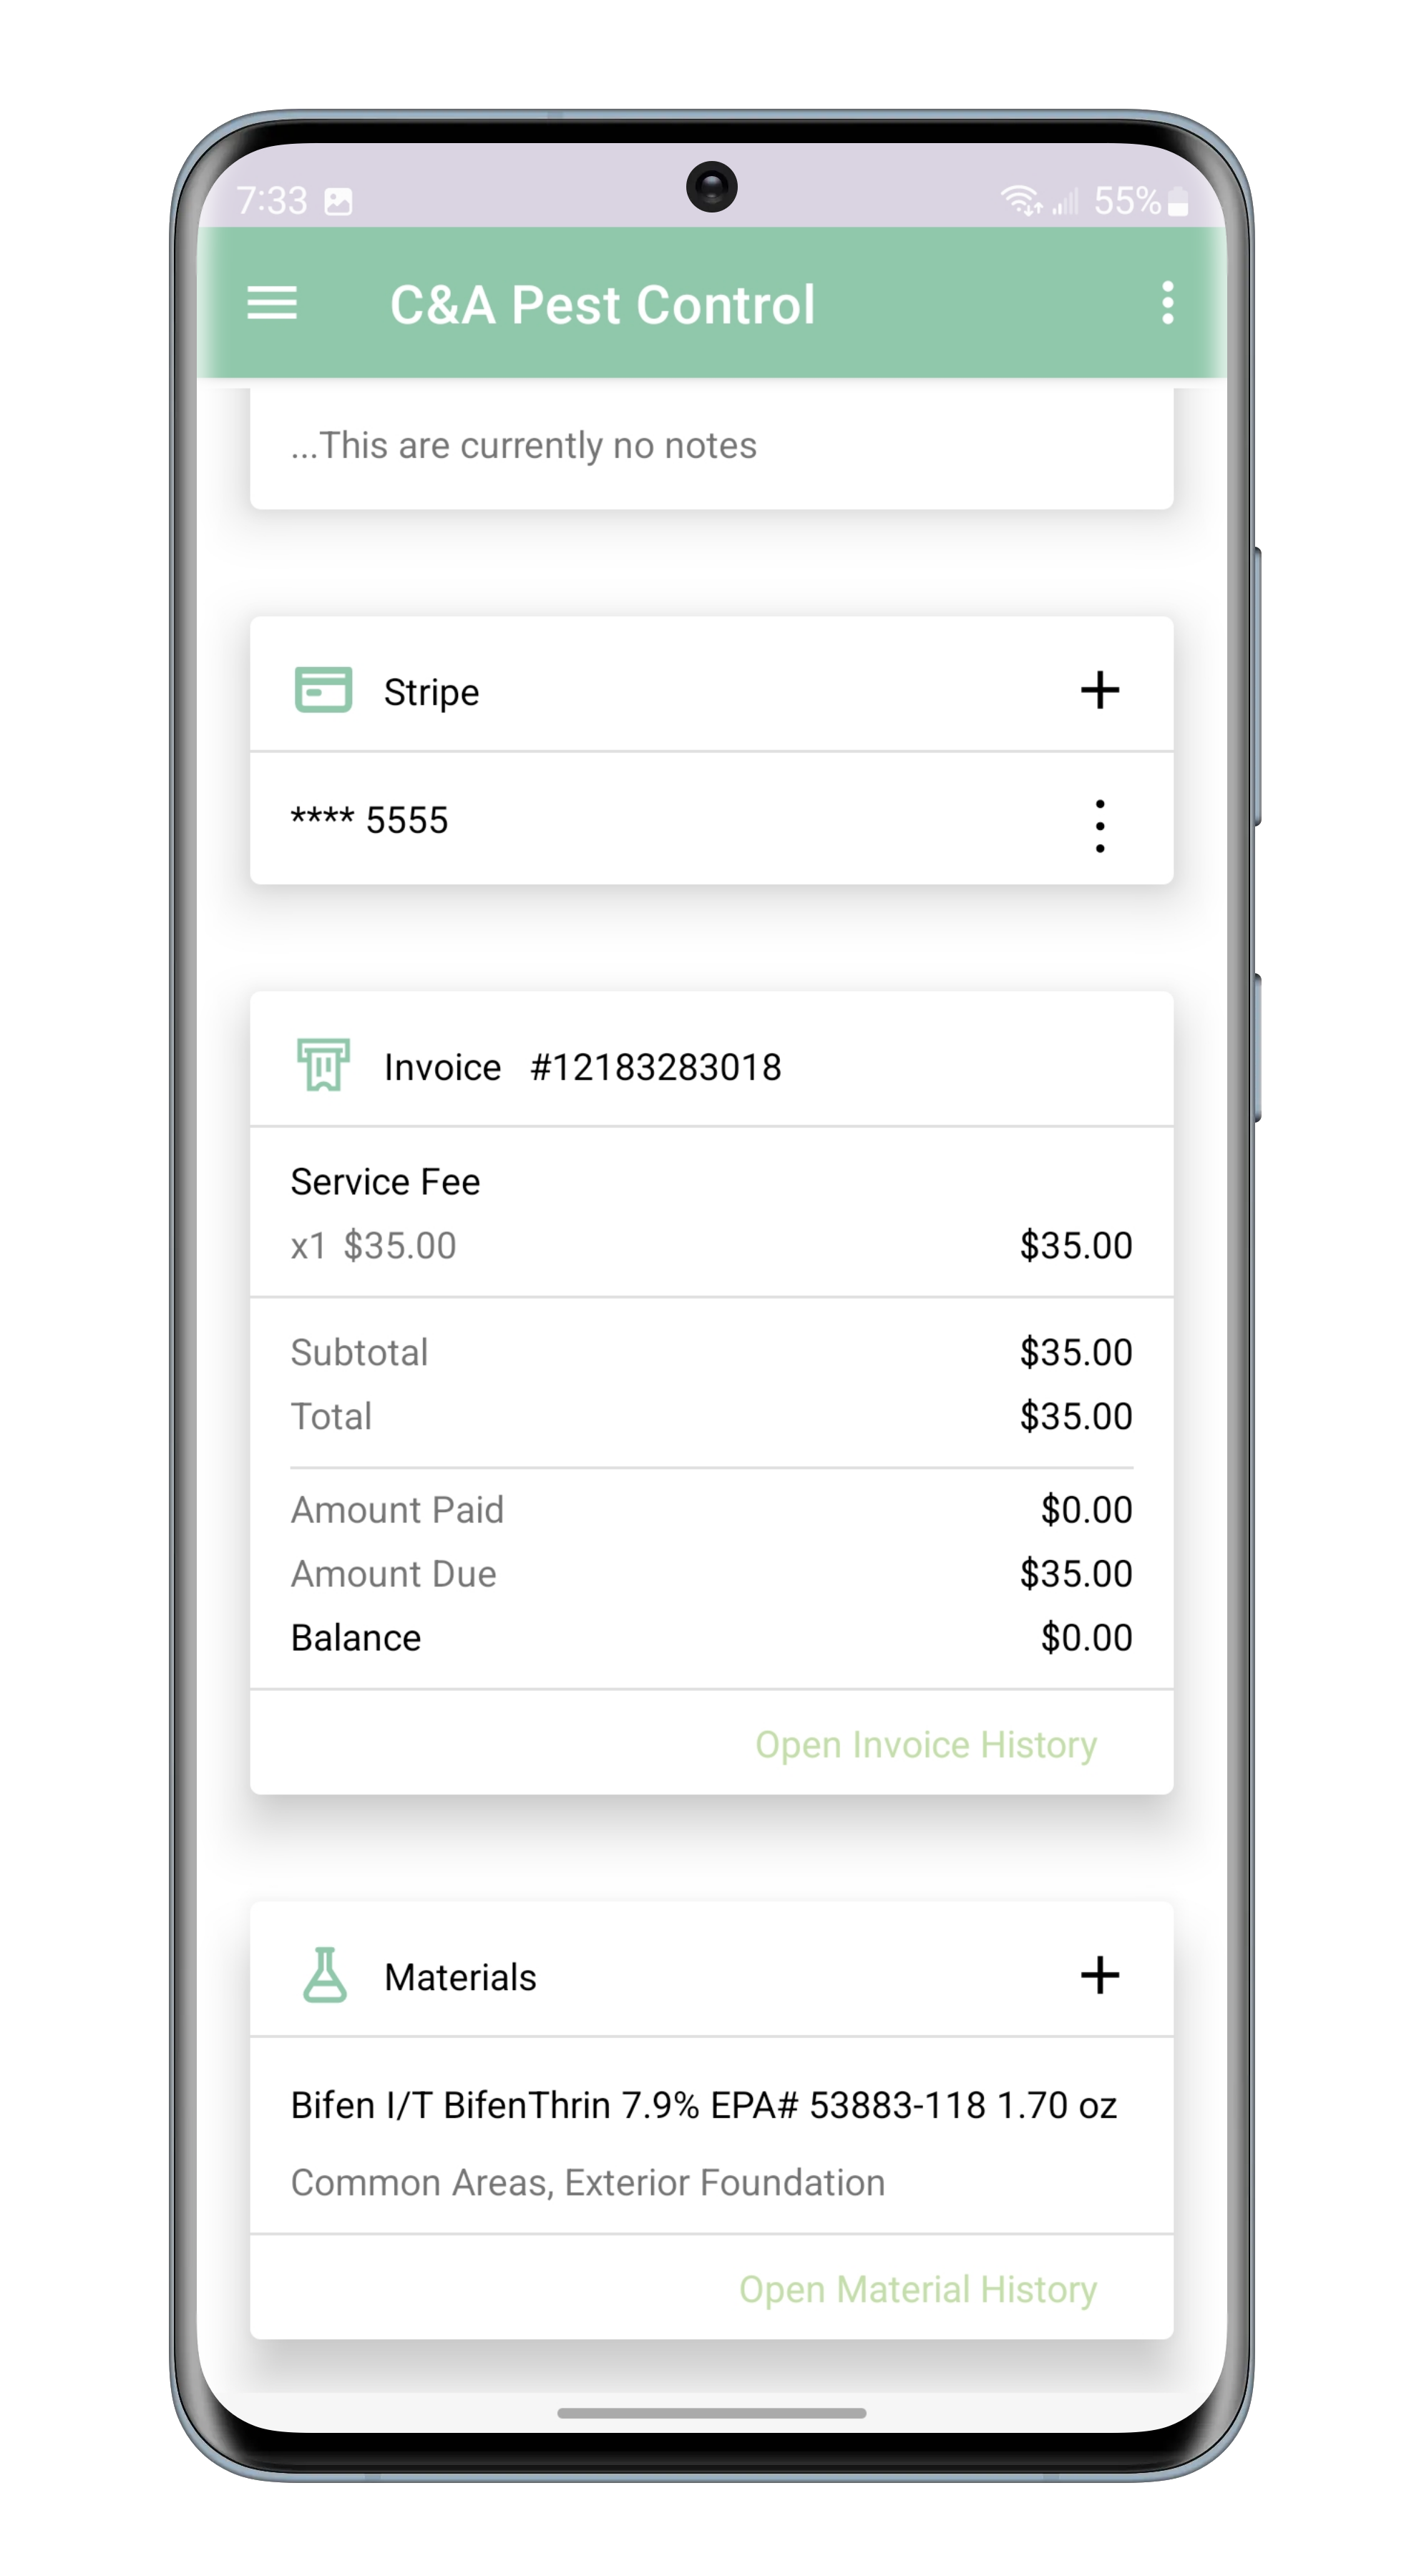 7:33 55%
C&A Pest Control
...This are currently no notes
Stripe
**** 5555
Invoice #12183283018
Service Fee
x1 $35.00 $35.00
Subtotal $35.00
Total $35.00
Amount Paid $0.00
Amount Due $35.00
Balance $0.00
Open Invoice History
Materials
Bifen I/T BifenThrin 7.9% EPA# 53883-118 1.70 oz
Common Areas, Exterior Foundation
Open Material History